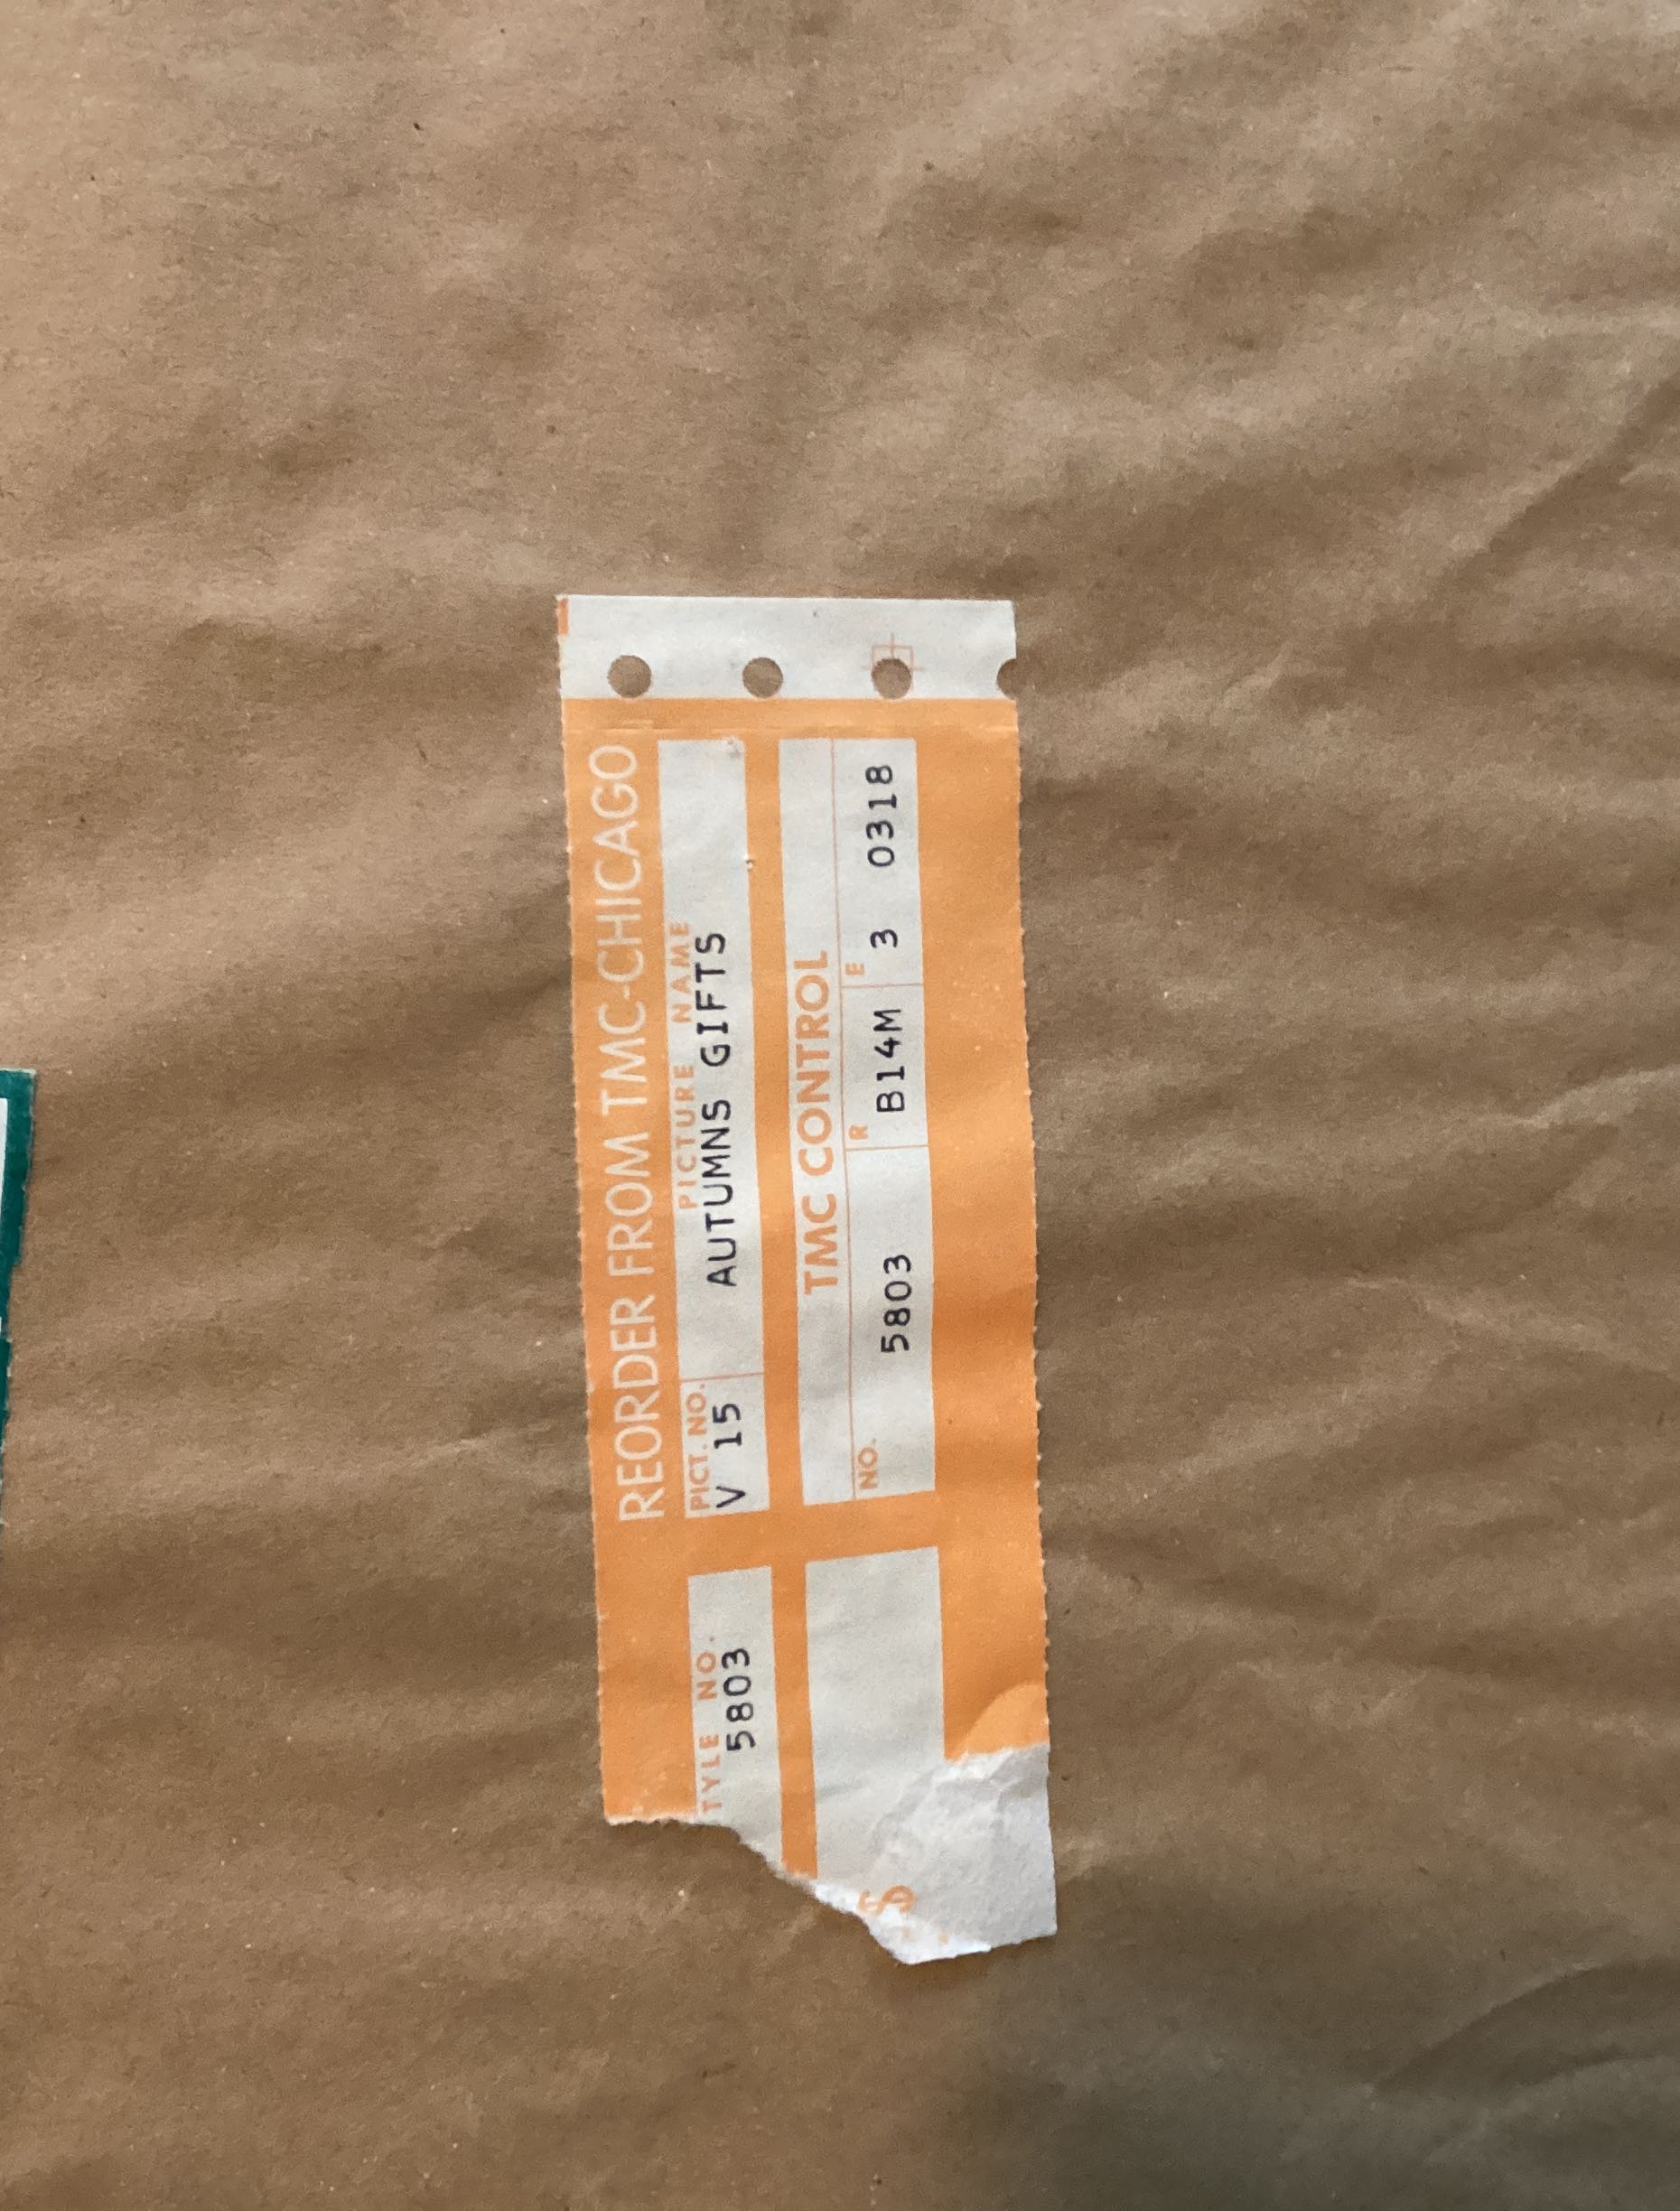 REORDER FROM TMC-CHICAGO
TYLE NO. PICT. NO. PICTURE NAME
5803 V 15 AUTUMNS GIFTS
TMC CONTROL
NO. R E
5803 B14M 3 0318
$